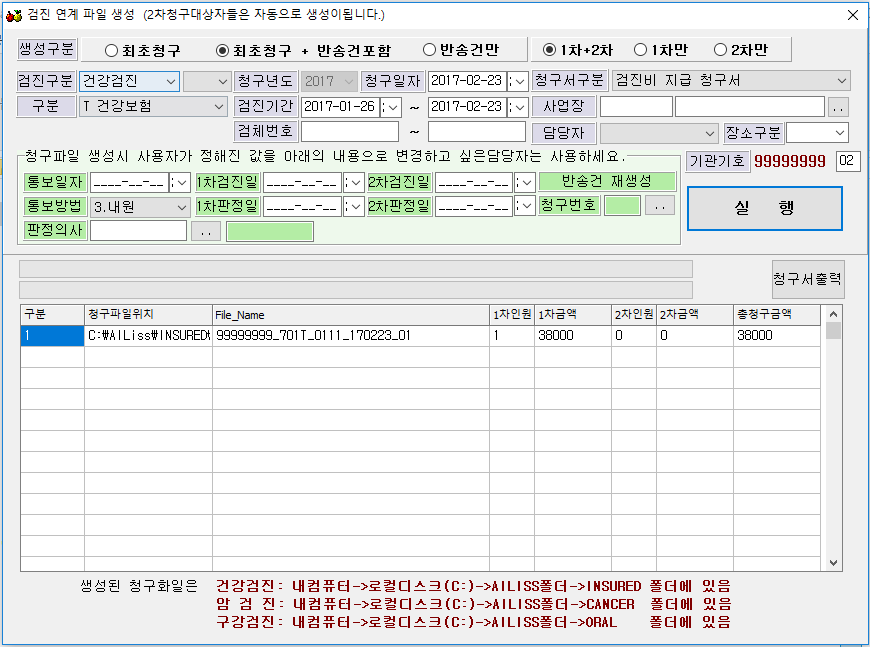 검진 연계 파일 생성 (2차청구대상자들은 자동으로 생성이됩니다.)
생성구분 최초청구 최초청구 + 반송건포함 반송건만 1차+2차 1차만 2차만
검진구분 건강검진 청구년도 2017 청구일자 2017-02-23 청구서구분 검진비 지급 청구서
구분 T 건강보험 검진기간 2017-01-26 ~ 2017-02-23 사업장 ..
검체번호 ~ 담당자 장소구분
청구파일 생성시 사용자가 정해진 값을 아래의 내용으로 변경하고 싶은담당자는 사용하세요. 기관기호 99999999 02
통보일자 ____-__-__ 1차검진일 ____-__-__ 2차검진일 ____-__-__ 반송건 재생성
통보방법 3.내원 1차판정일 ____-__-__ 2차판정일 ____-__-__ 청구번호 .. 실 행
판정의사 ..
청구서출력
구분 청구파일위치 File_Name 1차인원 1차금액 2차인원 2차금액 총청구금액
1 C:\AILiss\INSURED\ 99999999_701T_0111_170223_01 1 38000 0 0 38000
생성된 청구화일은 건강검진: 내컴퓨터->로컬디스크(C:)->AILISS폴더->INSURED 폴더에 있음
암 검 진: 내컴퓨터->로컬디스크(C:)->AILISS폴더->CANCER 폴더에 있음
구강검진: 내컴퓨터->로컬디스크(C:)->AILISS폴더->ORAL 폴더에 있음